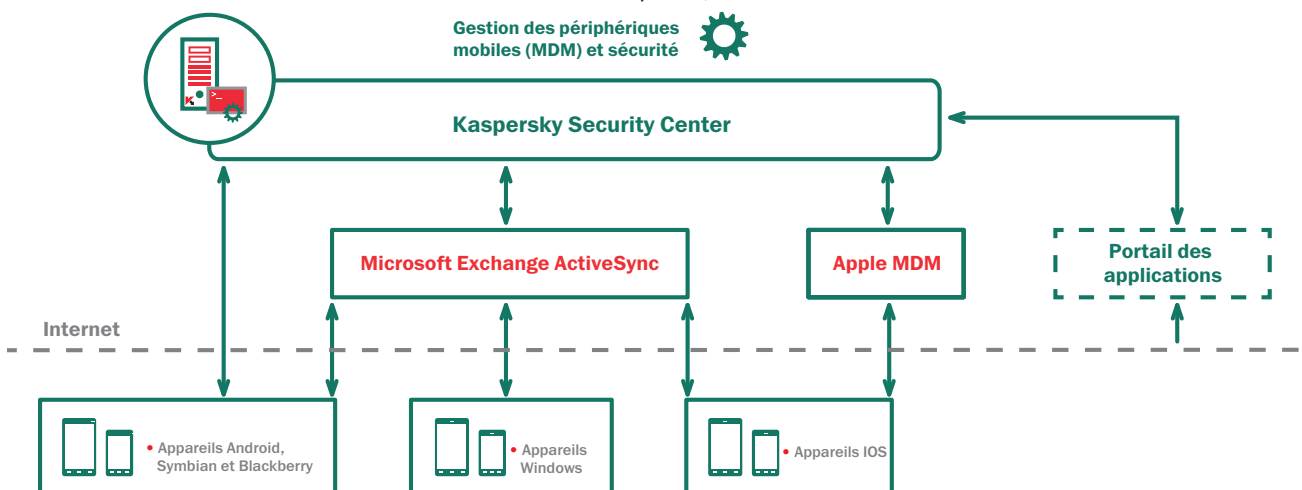 Gestion des périphériques
mobiles (MDM) et sécurité
Kaspersky Security Center
Microsoft Exchange ActiveSync
Apple MDM
Portail des
applications
Internet
• Appareils Android,
Symbian et Blackberry
• Appareils
Windows
• Appareils IOS